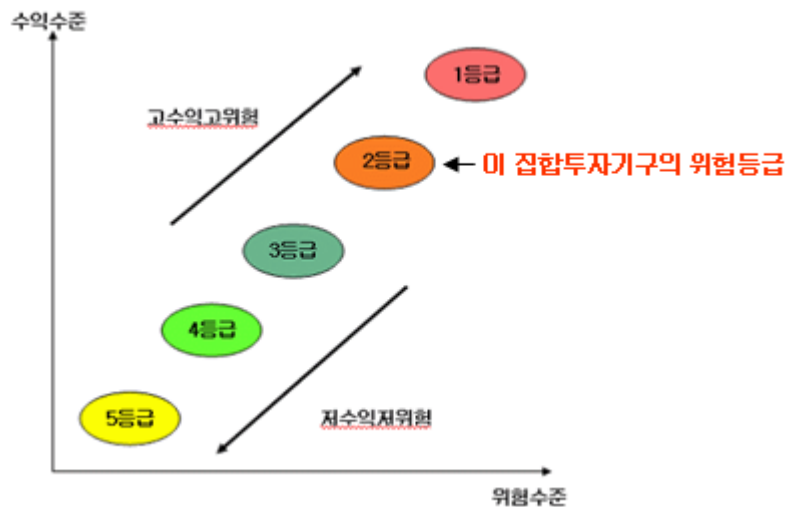 수익수준
1등급
고수익고위험
2등급
이 집합투자기구의 위험등급
3등급
4등급
저수익저위험
5등급
위험수준